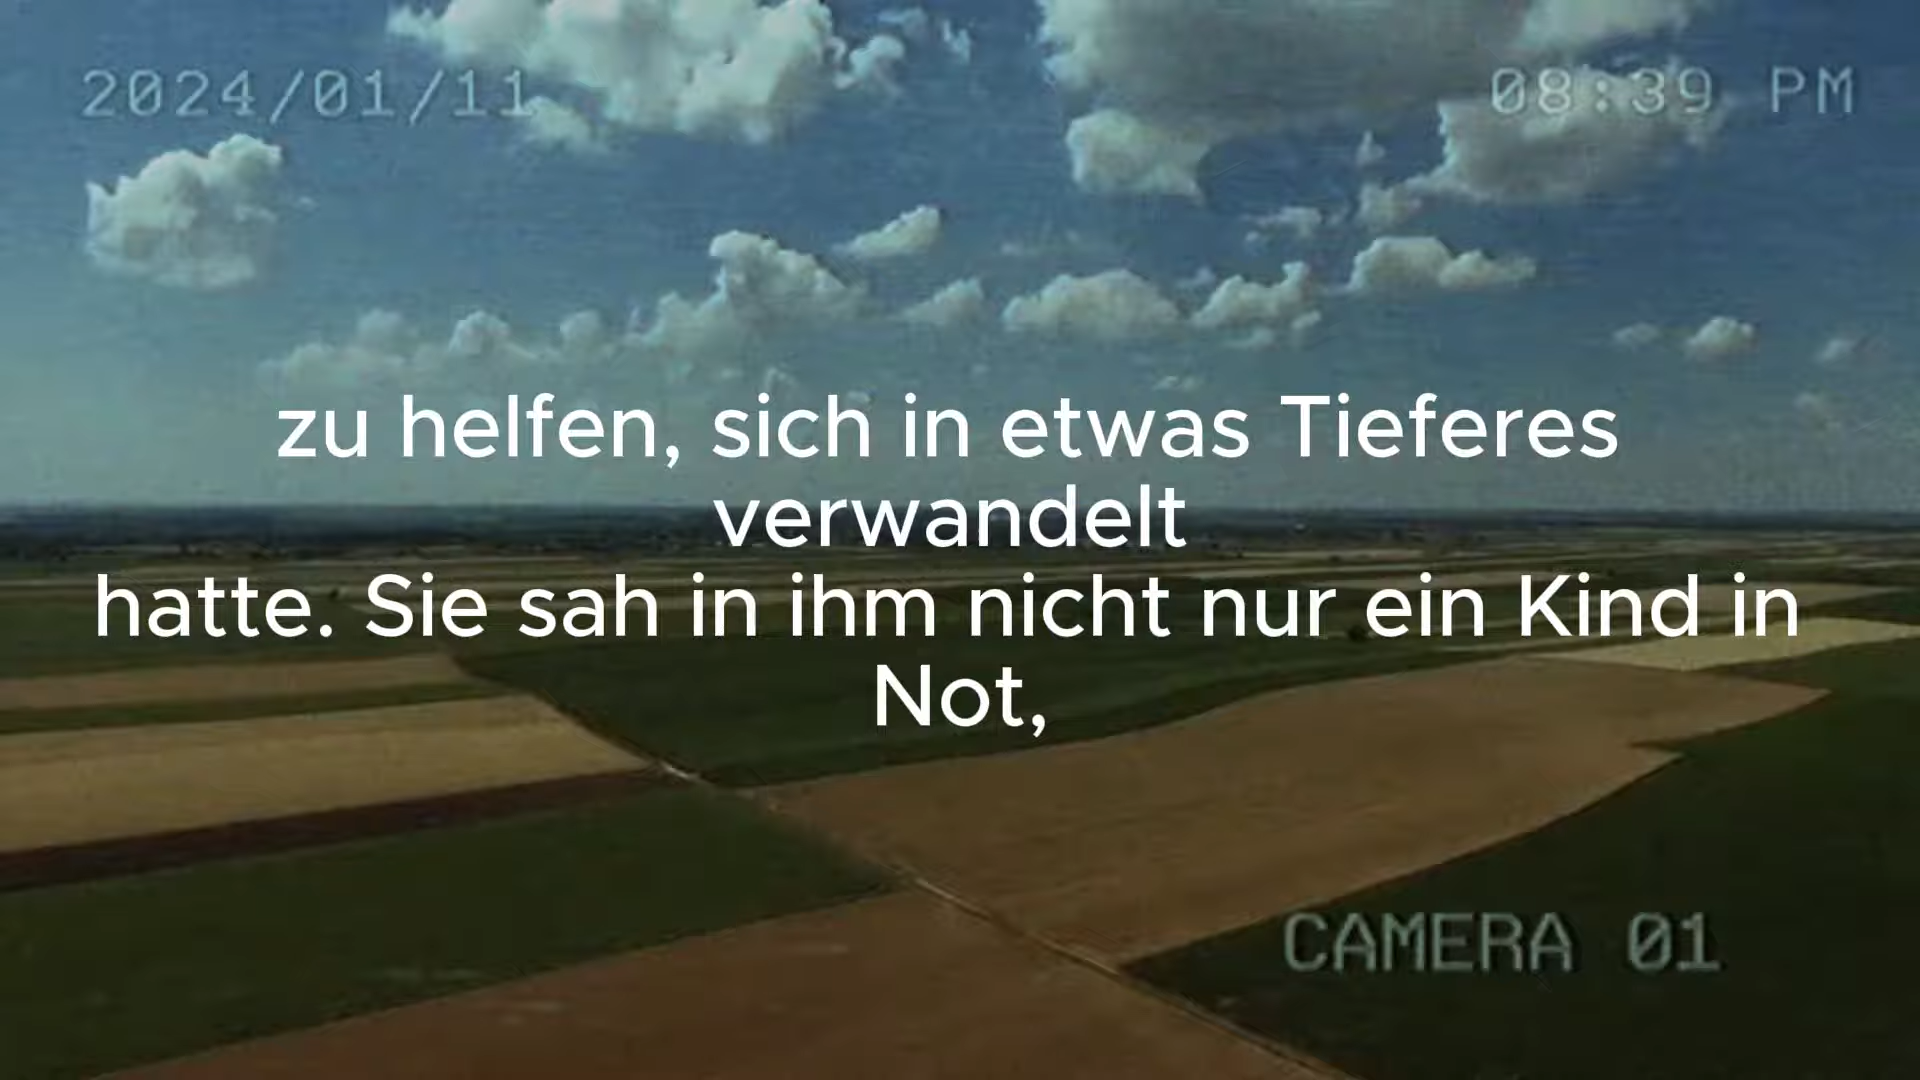 2024/01/11
08:39 PM
zu helfen, sich in etwas Tieferes
verwandelt
hatte. Sie sah in ihm nicht nur ein Kind in
Not,
CAMERA 01